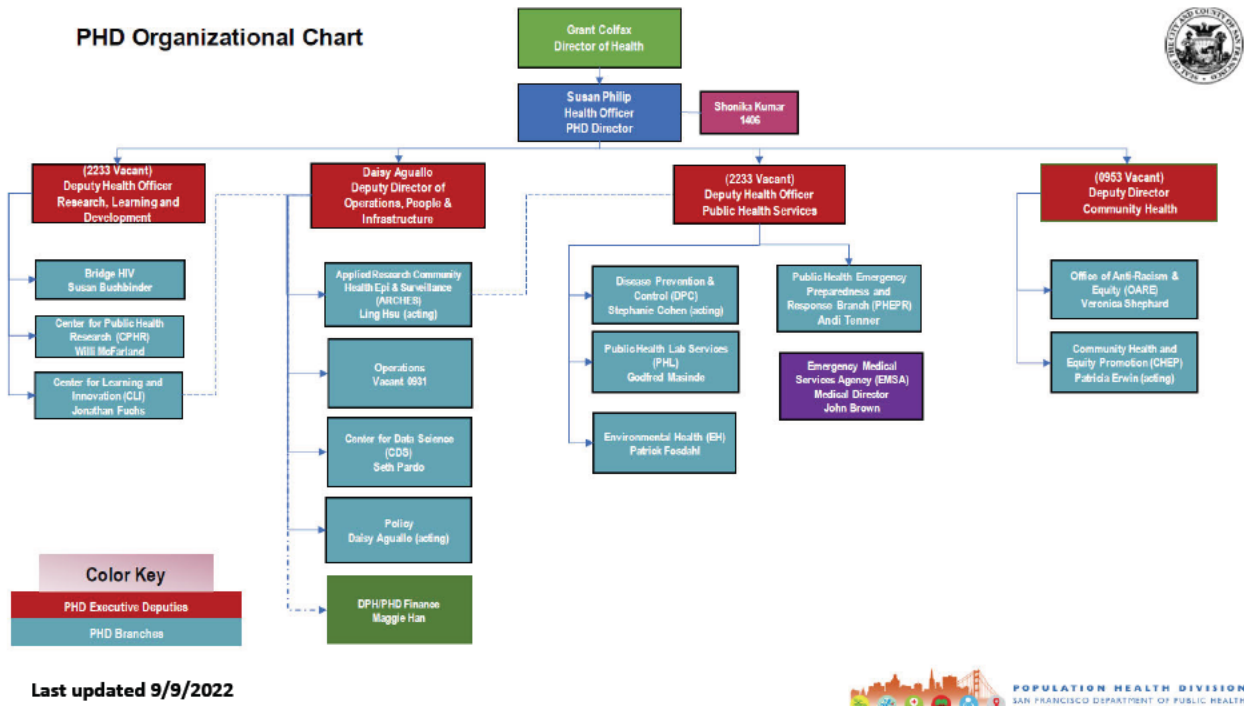 PHD Organizational Chart
Grant Colfax
Director of Health
SEAL OF THE CITY AND COUNTY OF SAN FRANCISCO
Susan Philip
Health Officer
PHD Director
Shonika Kumar
1406
(2233 Vacant)
Deputy Health Officer
Research, Learning and
Development
Daisy Aguallo
Deputy Director of
Operations, People &
Infrastructure
(2233 Vacant)
Deputy Health Officer
Public Health Services
(0953 Vacant)
Deputy Director
Community Health
Bridge HIV
Susan Buchbinder
Center for Public Health
Research (CPHR)
Willi McFarland
Center for Learning and
Innovation (CLI)
Jonathan Fuchs
Applied Research Community
Health Epi & Surveillance
(ARCHES)
Ling Hsu (acting)
Operations
Vacant 0931
Center for Data Science
(CDS)
Seth Pardo
Policy
Daisy Aguallo (acting)
DPH/PHD Finance
Maggie Han
Disease Prevention &
Control (DPC)
Stephanie Cohen (acting)
Public Health Lab Services
(PHL)
Godfred Masinde
Environmental Health (EH)
Patrick Fosdahl
Public Health Emergency
Preparedness and
Response Branch (PHEPR)
Andi Tenner
Emergency Medical
Services Agency (EMSA)
Medical Director
John Brown
Office of Anti-Racism &
Equity (OARE)
Veronica Shephard
Community Health and
Equity Promotion (CHEP)
Patricia Erwin (acting)
Color Key
PHD Executive Deputies
PHD Branches
Last updated 9/9/2022
POPULATION HEALTH DIVISION
SAN FRANCISCO DEPARTMENT OF PUBLIC HEALTH